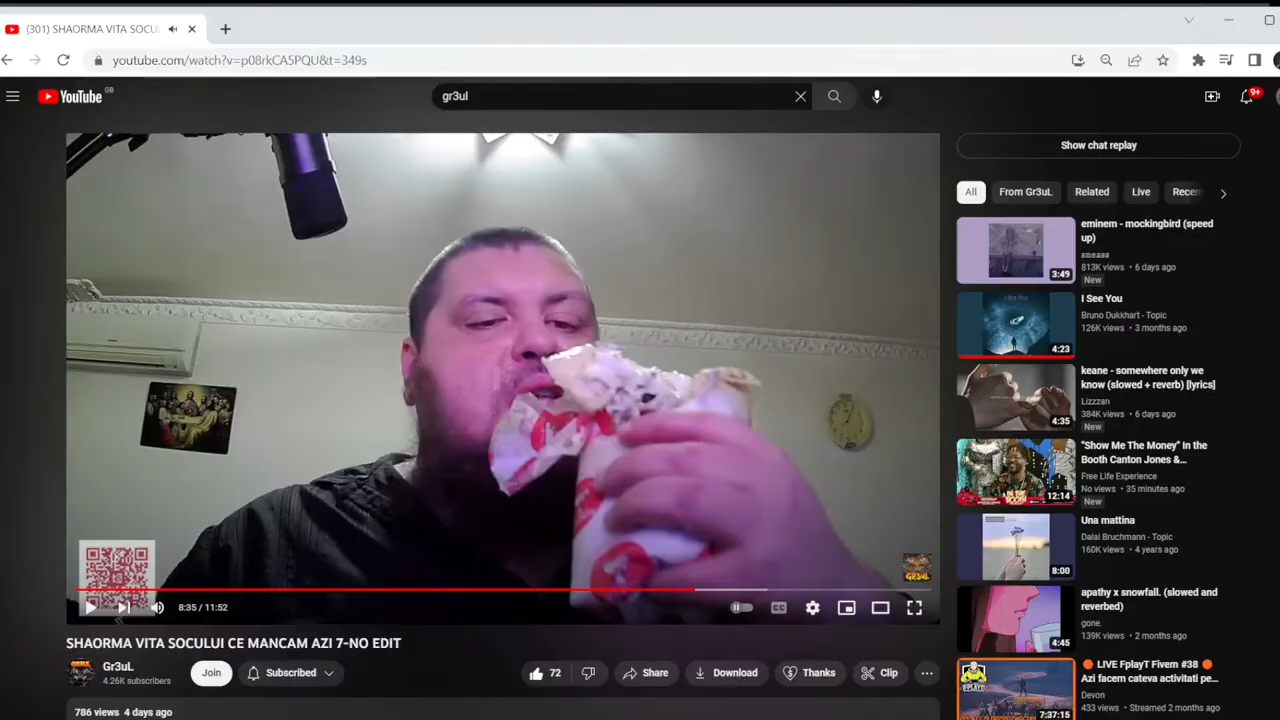 (301) SHAORMA VITA SOCU
youtube.com/watch?v=p08rkCA5PQU&t=349s
YouTube GB
gr3ul
9+
Show chat replay
All
From Gr3uL
Related
Live
Recen
eminem - mockingbird (speed
up)
sneass
813K views • 6 days ago
New
3:49
I See You
Bruno Dukkhart - Topic
126K views • 3 months ago
4:23
keane - somewhere only we
know (slowed + reverb) [lyrics]
Lizzzan
384K views • 6 days ago
New
4:35
"Show Me The Money" In the
Booth Canton Jones &...
Free Life Experience
No views • 35 minutes ago
New
12:14
Una mattina
Dalal Bruchmann - Topic
160K views • 4 years ago
8:00
apathy x snowfall. (slowed and
reverbed)
gone.
139K views • 2 months ago
4:45
LIVE FplayT Fivem #38
Azi facem cateva activitati pe...
Devon
433 views • Streamed 2 months ago
7:37:15
GR3UL
8:35 / 11:52
CC
SHAORMA VITA SOCULUI CE MANCAM AZI 7-NO EDIT
Gr3uL
4.26K subscribers
Join
Subscribed
72
Share
Download
Thanks
Clip
786 views 4 days ago